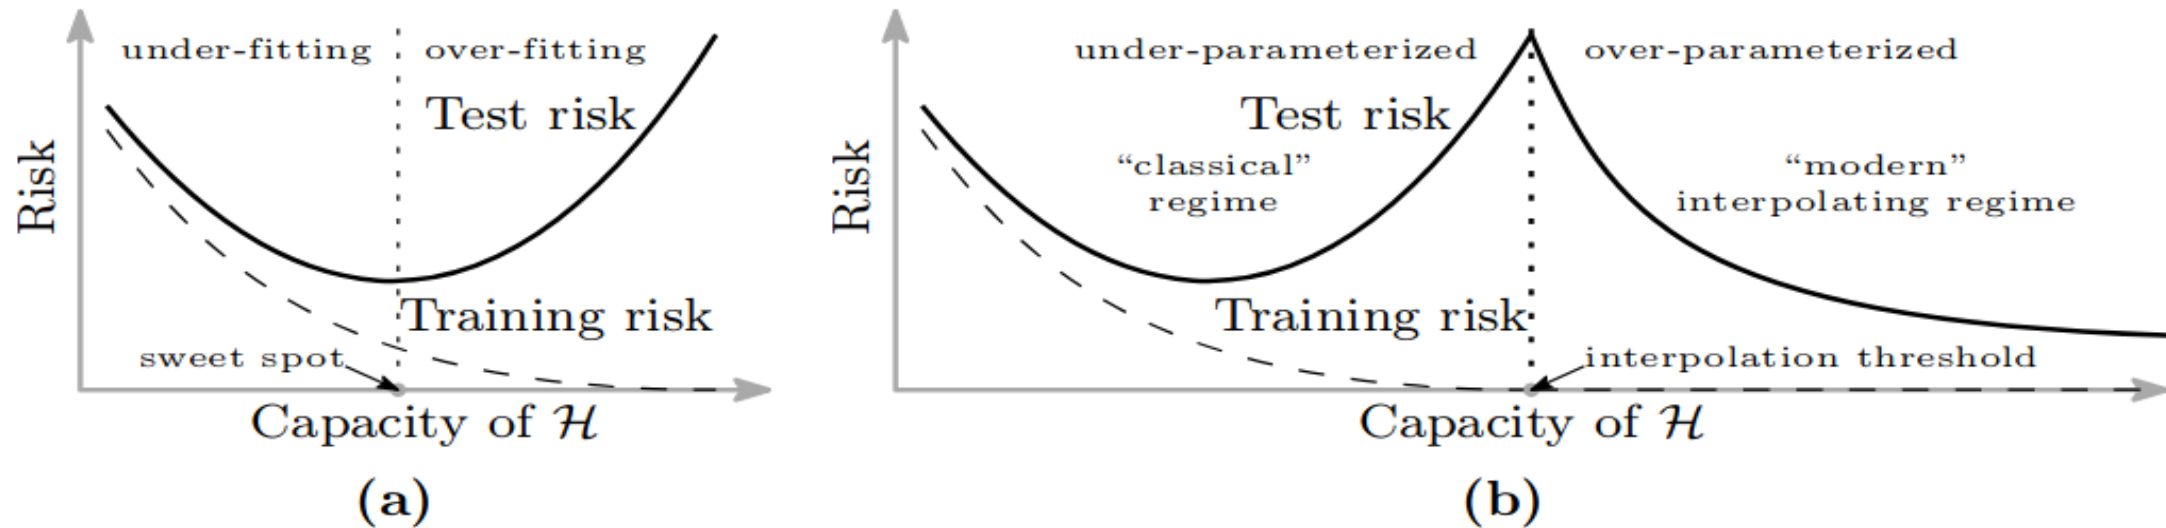 under-fitting
over-fitting
Test risk
Risk
Training risk
sweet spot
Capacity of ℋ
(a)
under-parameterized
over-parameterized
Test risk
“classical”
regime
“modern”
interpolating regime
Risk
Training risk
interpolation threshold
Capacity of ℋ
(b)